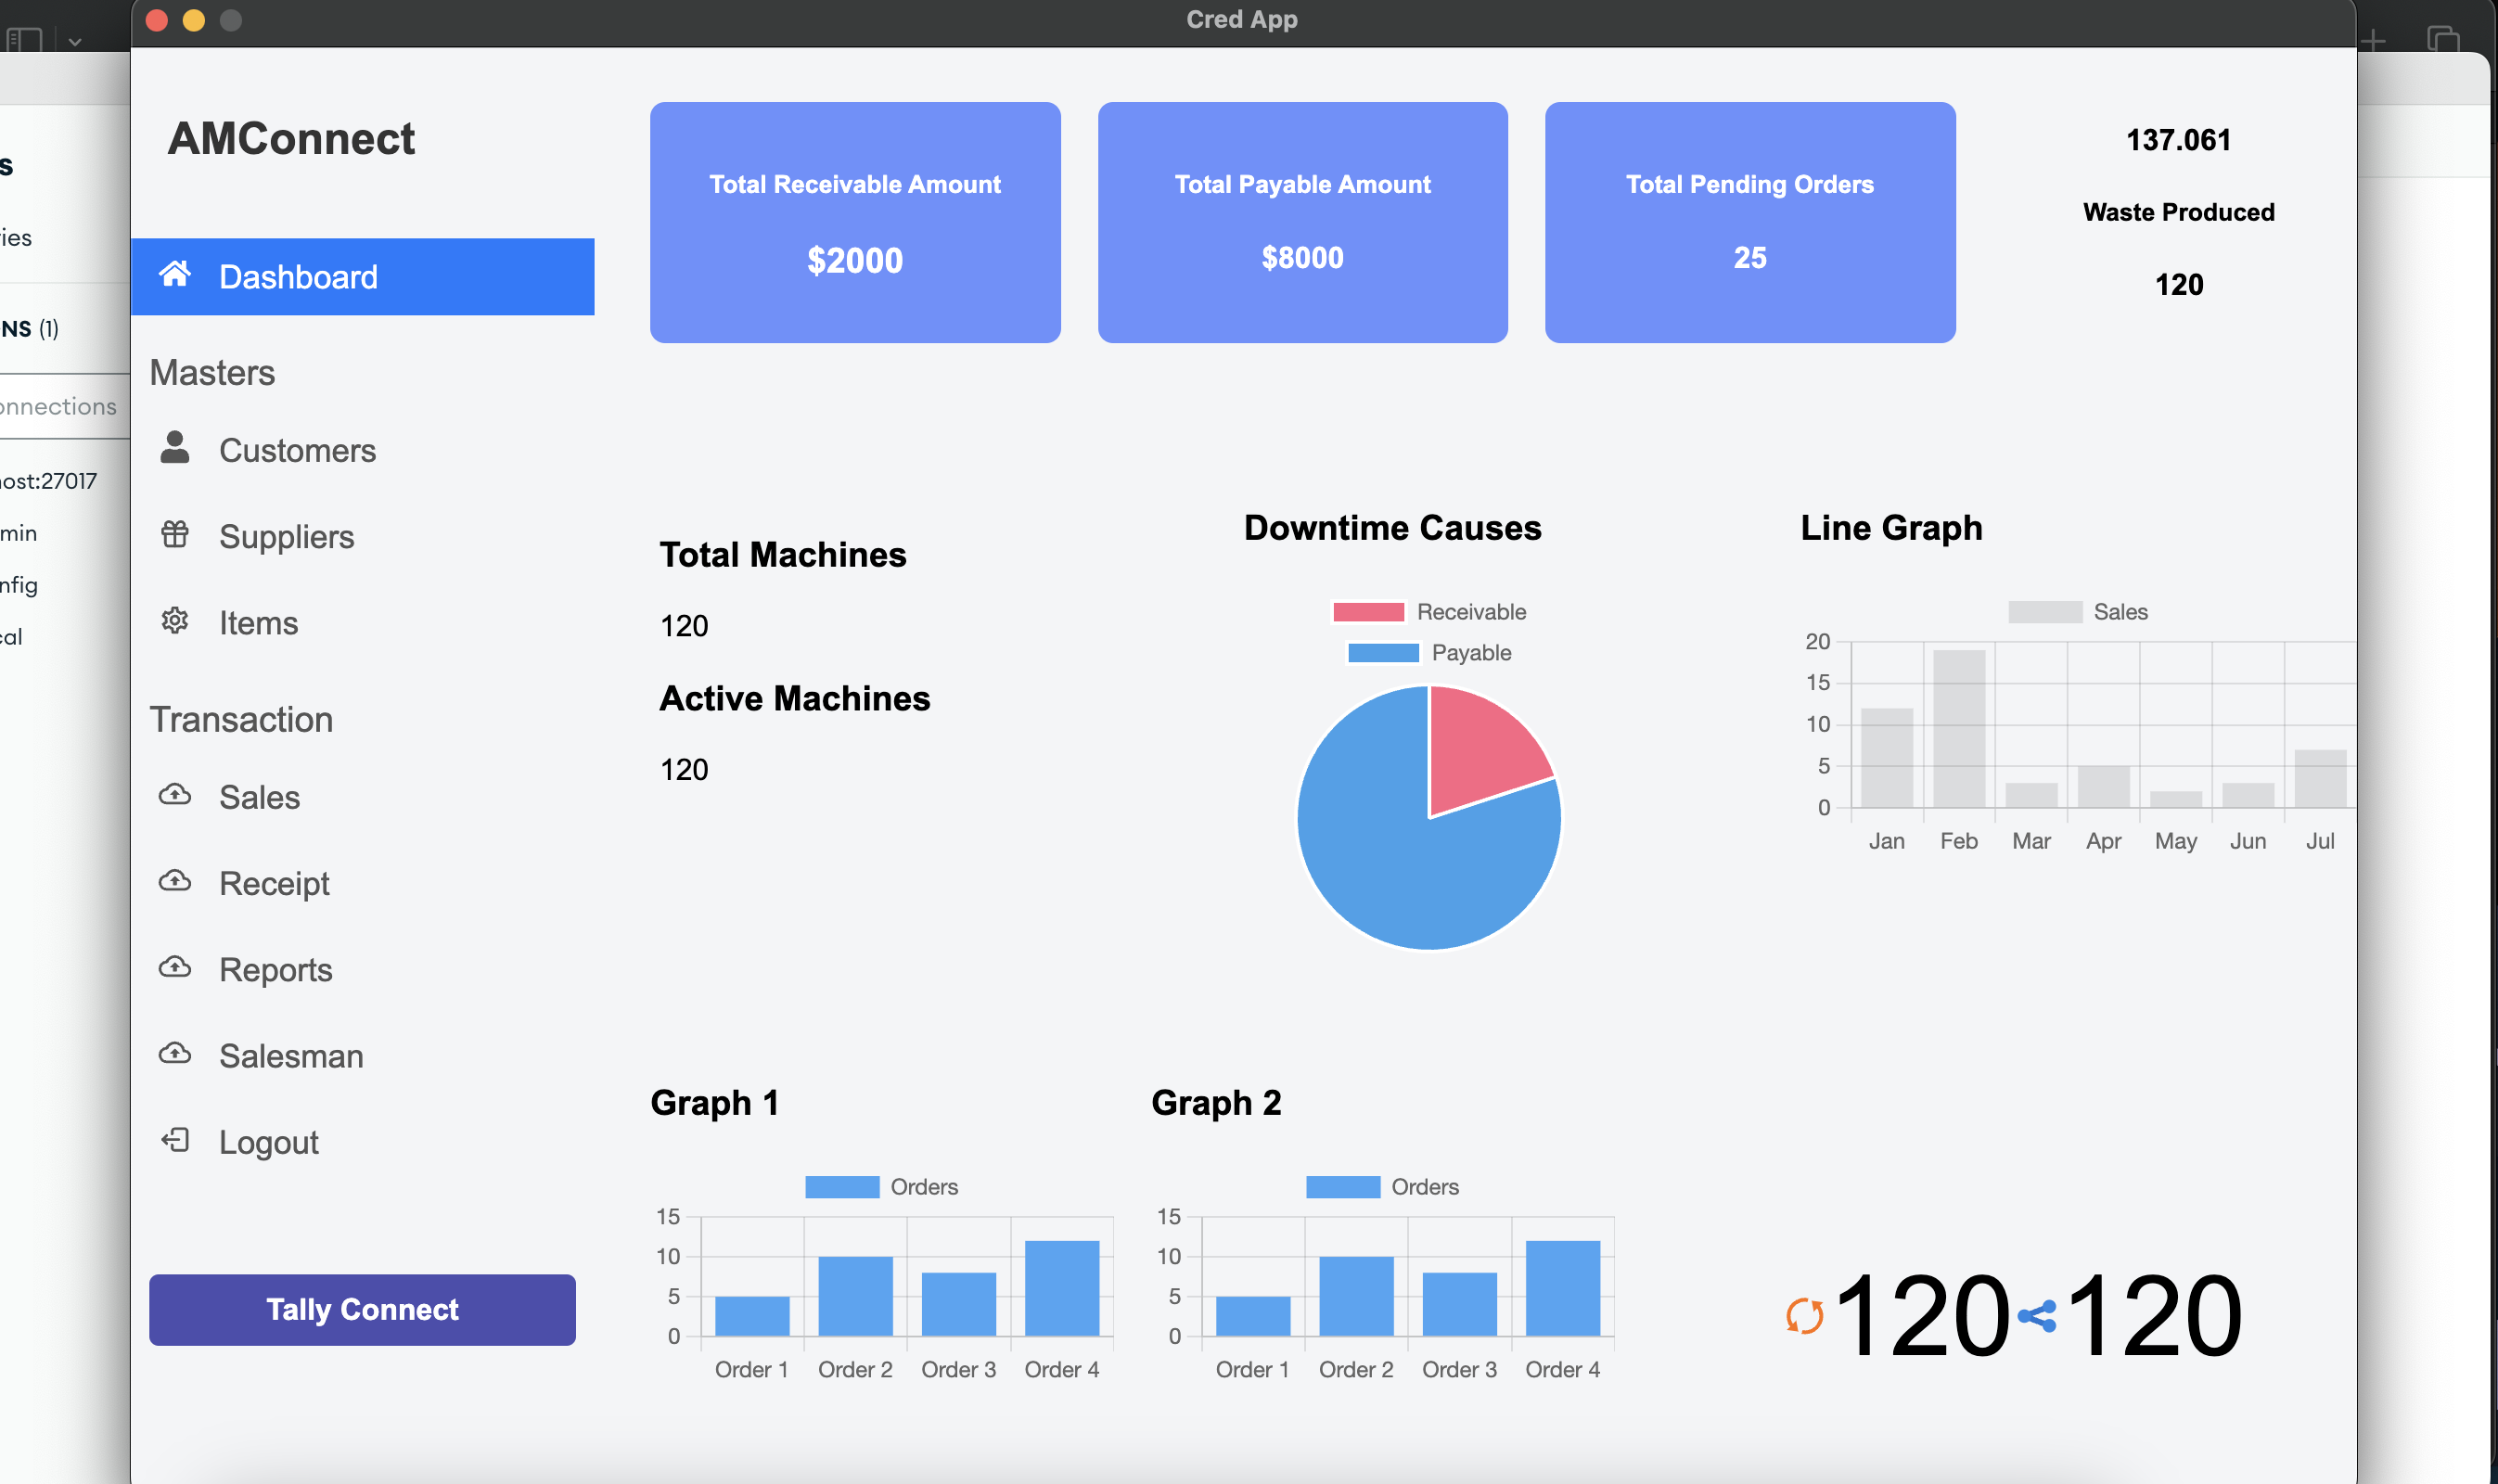 Cred App
s
ies
NS (1)
onnections
ost:27017
min
nfig
cal
AMConnect
Dashboard
Masters
Customers
Suppliers
Items
Transaction
Sales
Receipt
Reports
Salesman
Logout
Tally Connect
Total Receivable Amount
$2000
Total Payable Amount
$8000
Total Pending Orders
25
137.061
Waste Produced
120
Total Machines
120
Active Machines
120
Downtime Causes
Receivable
Payable
Line Graph
Sales
20
15
10
5
0
Jan Feb Mar Apr May Jun Jul
Graph 1
Orders
15
10
5
0
Order 1 Order 2 Order 3 Order 4
Graph 2
Orders
15
10
5
0
Order 1 Order 2 Order 3 Order 4
120 120